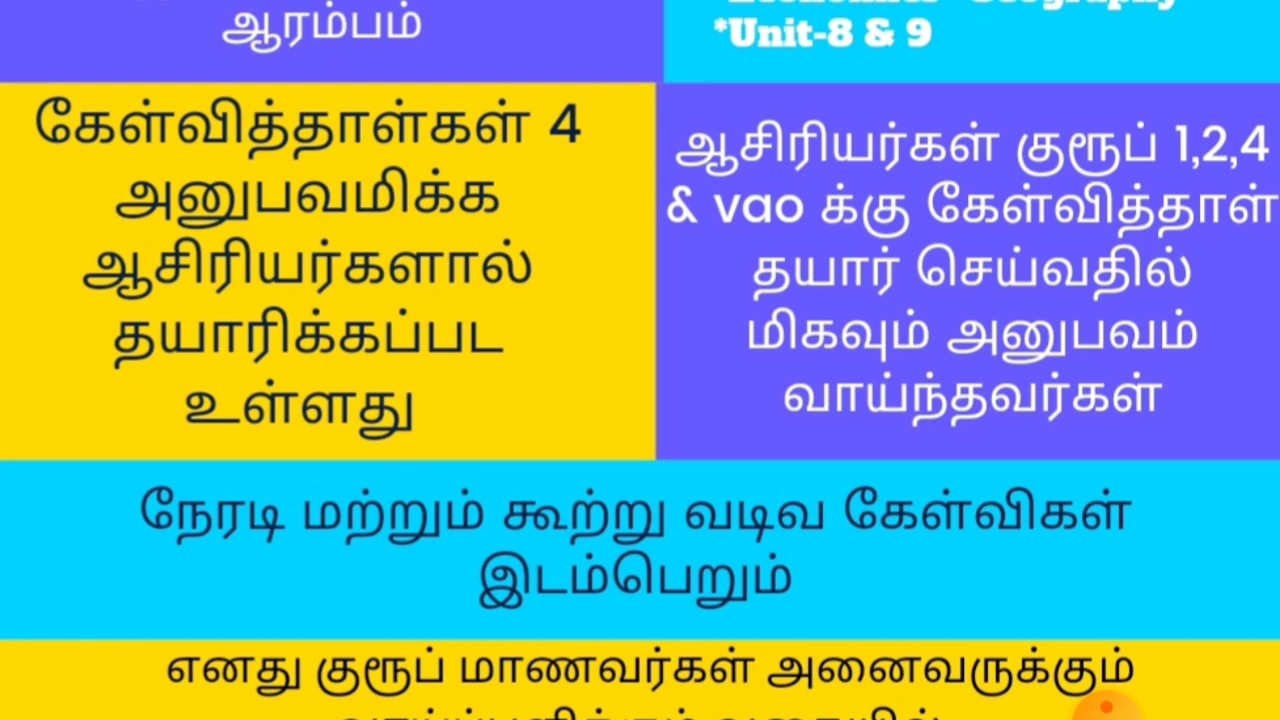 ஆரம்பம்
*Unit-8 & 9
கேள்வித்தாள்கள் 4
அனுபவமிக்க
ஆசிரியர்களால்
தயாரிக்கப்பட
உள்ளது
ஆசிரியர்கள் குரூப் 1,2,4
& vao க்கு கேள்வித்தாள்
தயார் செய்வதில்
மிகவும் அனுபவம்
வாய்ந்தவர்கள்
நேரடி மற்றும் கூற்று வடிவ கேள்விகள்
இடம்பெறும்
எனது குரூப் மாணவர்கள் அனைவருக்கும்